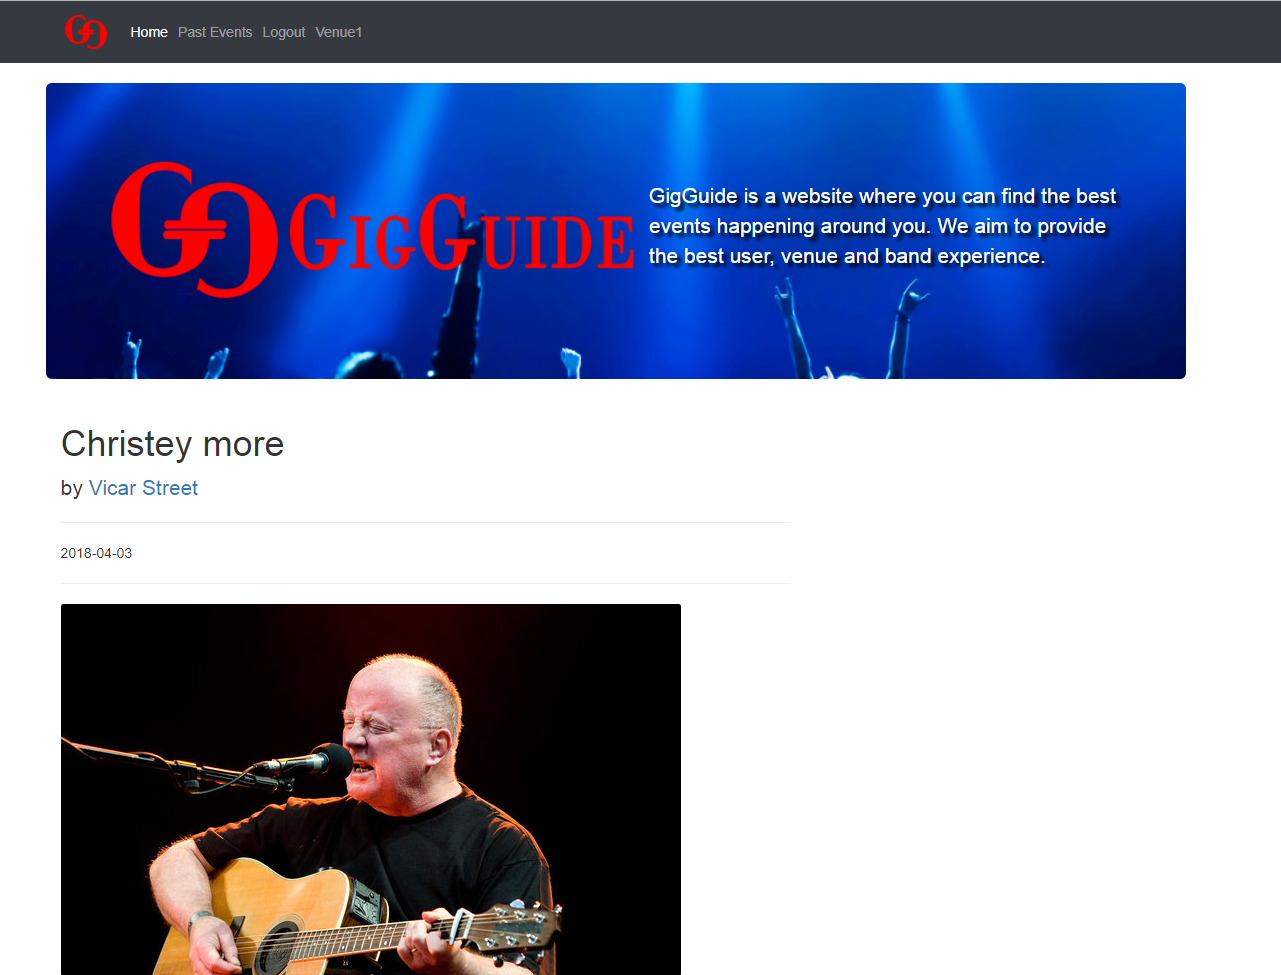 Home Past Events Logout Venue1
GG GigGuide
GigGuide is a website where you can find the best
events happening around you. We aim to provide
the best user, venue and band experience.
Christey more
by Vicar Street
2018-04-03